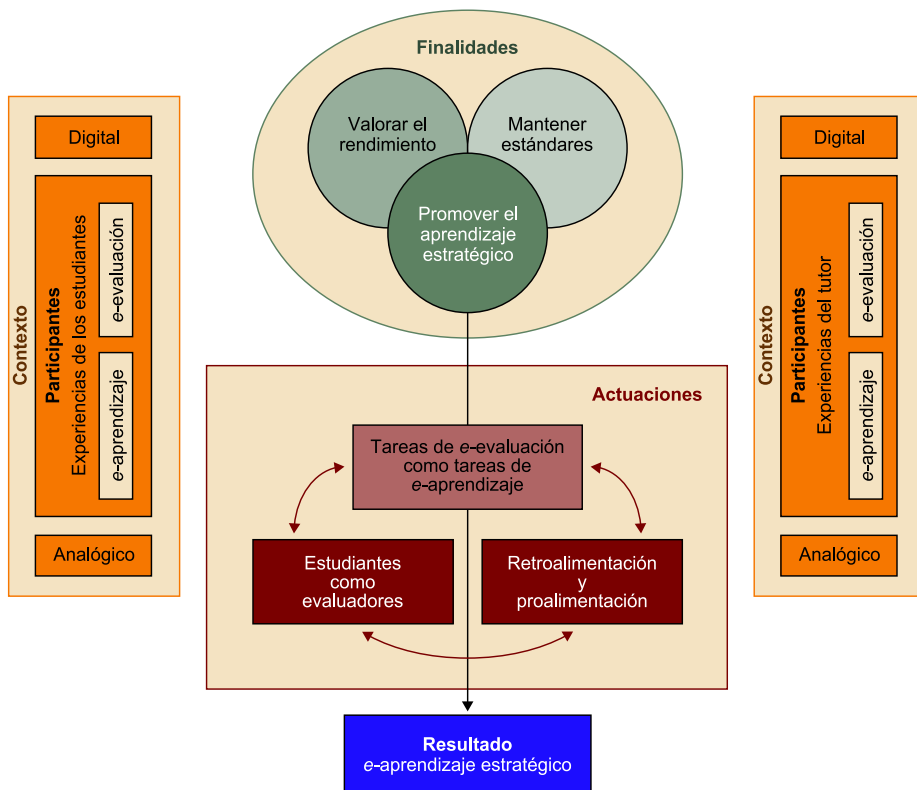 Finalidades
Valorar el
rendimiento
Mantener
estándares
Promover el
aprendizaje
estratégico
Contexto
Digital
Participantes
Experiencias de los estudiantes
e-evaluación
e-aprendizaje
Analógico
Actuaciones
Tareas de e-evaluación
como tareas de
e-aprendizaje
Estudiantes
como
evaluadores
Retroalimentación
y
proalimentación
Resultado
e-aprendizaje estratégico
Contexto
Digital
Participantes
Experiencias del tutor
e-evaluación
e-aprendizaje
Analógico